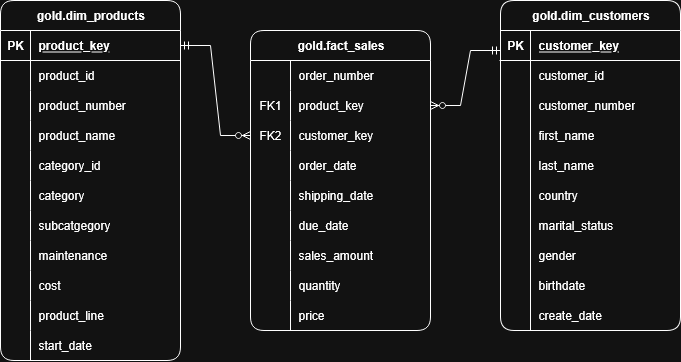 gold.dim_products
PK product_key
product_id
product_number
product_name
category_id
category
subcatgegory
maintenance
cost
product_line
start_date
gold.fact_sales
order_number
FK1 product_key
FK2 customer_key
order_date
shipping_date
due_date
sales_amount
quantity
price
gold.dim_customers
PK customer_key
customer_id
customer_number
first_name
last_name
country
marital_status
gender
birthdate
create_date